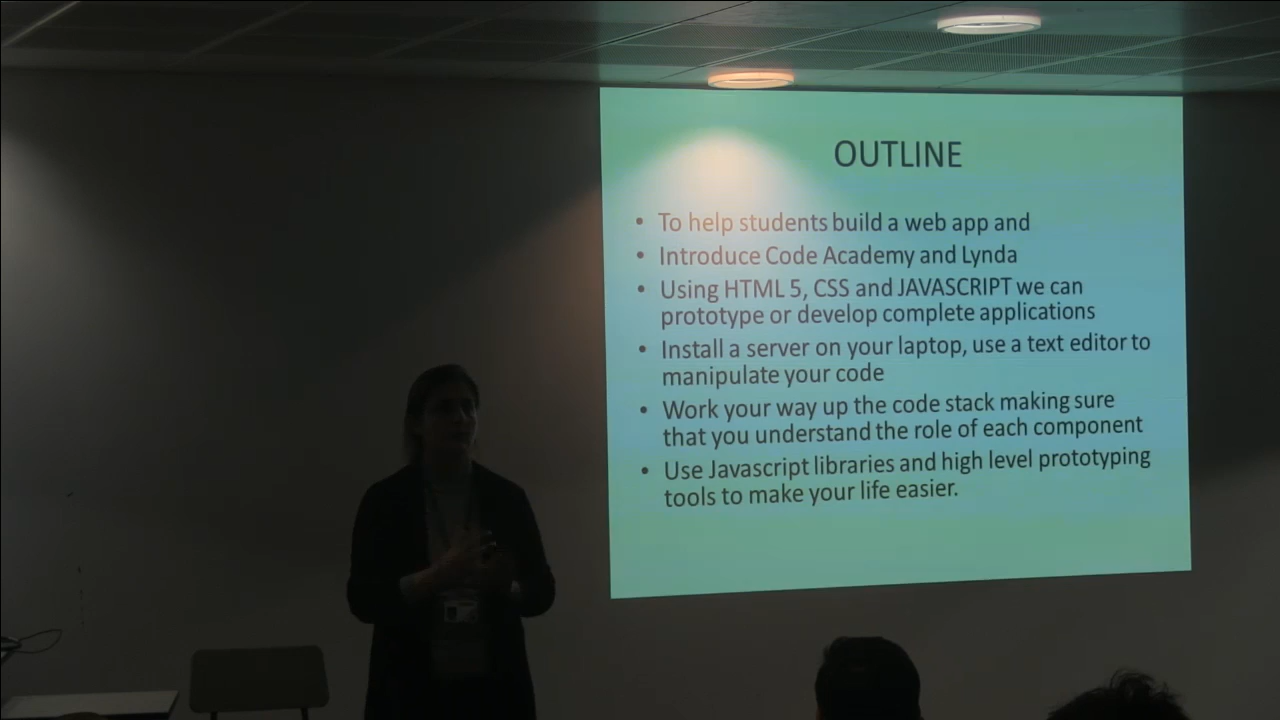 OUTLINE
• To help students build a web app and
• Introduce Code Academy and Lynda
• Using HTML 5, CSS and JAVASCRIPT we can
prototype or develop complete applications
• Install a server on your laptop, use a text editor to
manipulate your code
• Work your way up the code stack making sure
that you understand the role of each component
• Use Javascript libraries and high level prototyping
tools to make your life easier.